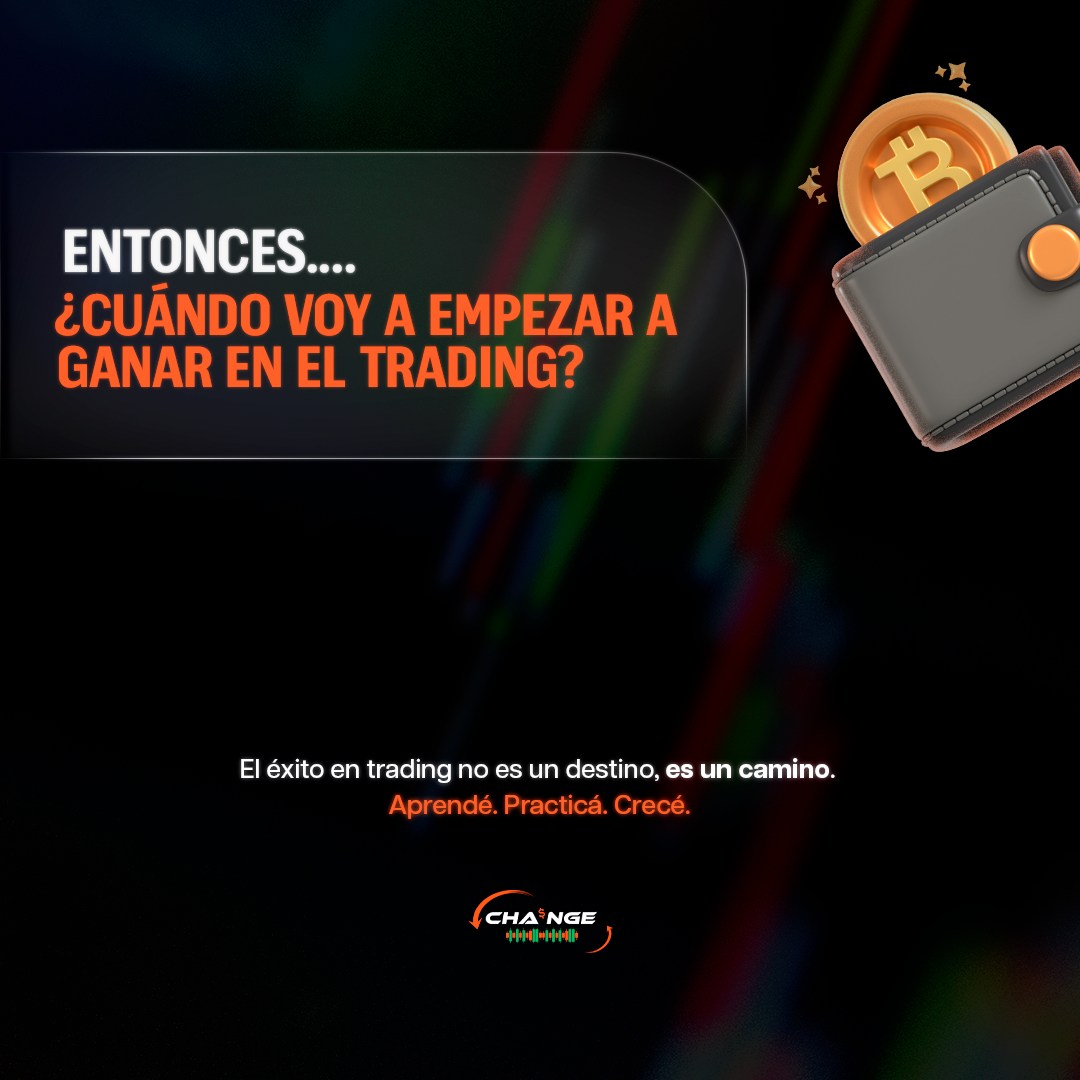 ENTONCES....
¿CUÁNDO VOY A EMPEZAR A
GANAR EN EL TRADING?
El éxito en trading no es un destino, es un camino.
Aprendé. Practicá. Crecé.
CHA$NGE